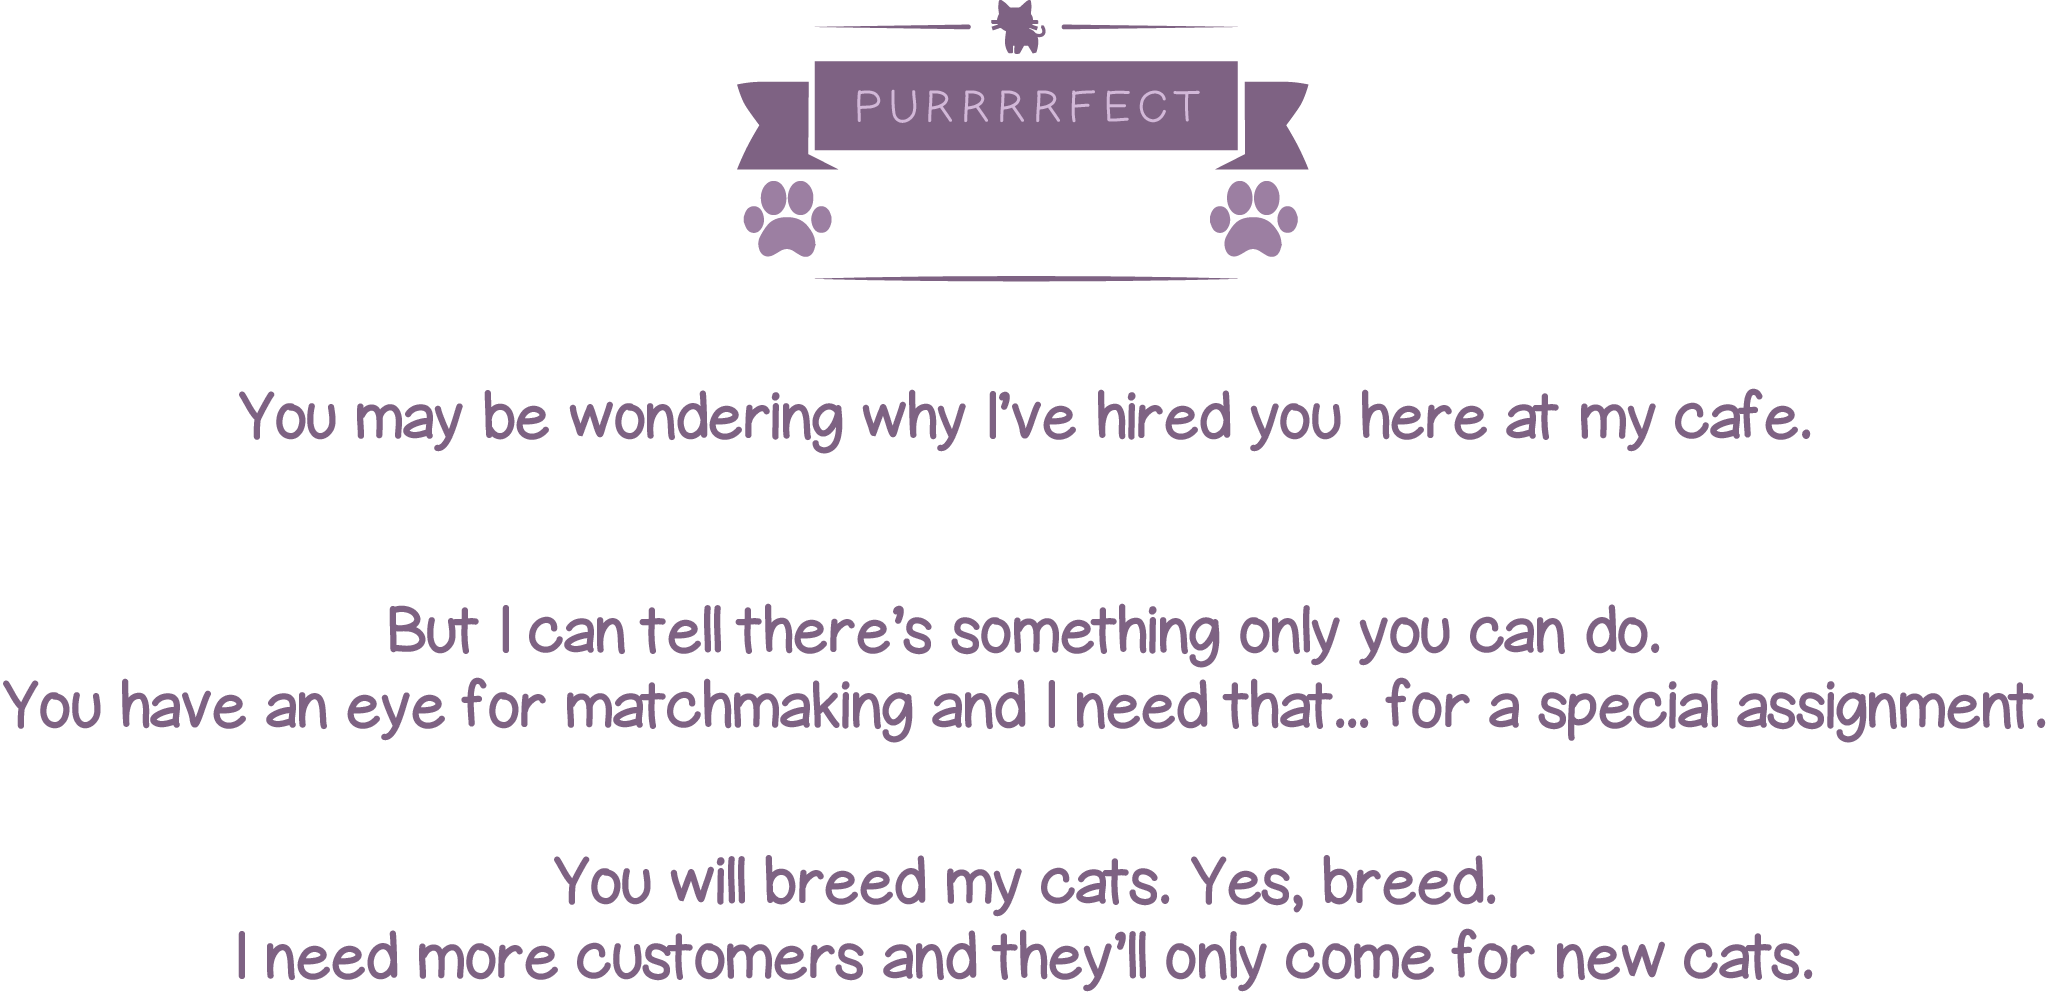 PURRRRFECT
You may be wondering why I've hired you here at my cafe.
But I can tell there's something only you can do.
You have an eye for matchmaking and I need that... for a special assignment.
You will breed my cats. Yes, breed.
I need more customers and they'll only come for new cats.